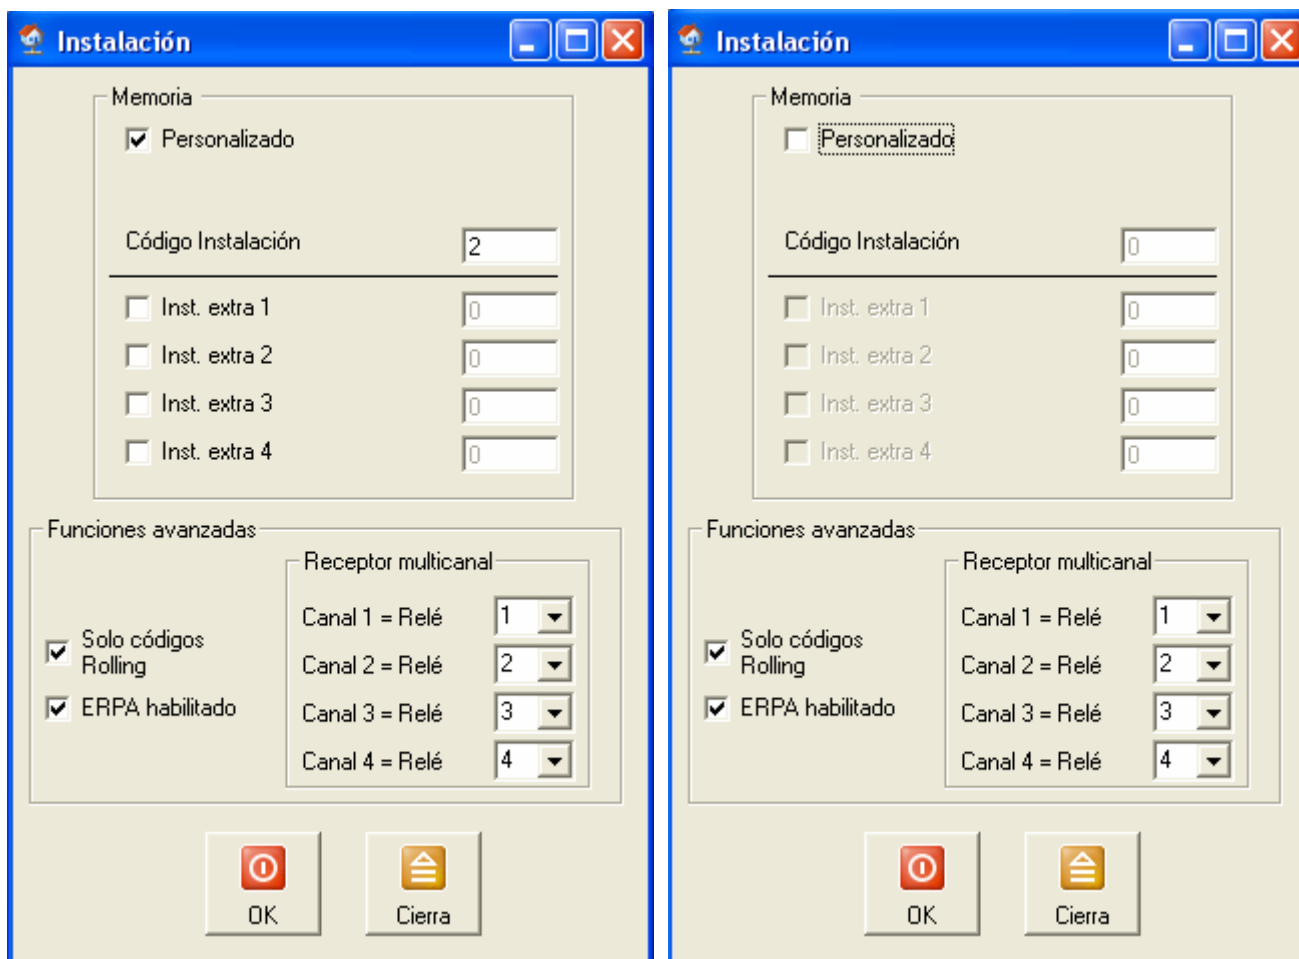 Instalación
Memoria
Personalizado
Código Instalación 2
Inst. extra 1 0
Inst. extra 2 0
Inst. extra 3 0
Inst. extra 4 0
Funciones avanzadas
Receptor multicanal
Canal 1 = Relé 1
Canal 2 = Relé 2
Canal 3 = Relé 3
Canal 4 = Relé 4
Solo códigos
Rolling
ERPA habilitado
OK
Cierra
Instalación
Memoria
Personalizado
Código Instalación 0
Inst. extra 1 0
Inst. extra 2 0
Inst. extra 3 0
Inst. extra 4 0
Funciones avanzadas
Receptor multicanal
Canal 1 = Relé 1
Canal 2 = Relé 2
Canal 3 = Relé 3
Canal 4 = Relé 4
Solo códigos
Rolling
ERPA habilitado
OK
Cierra